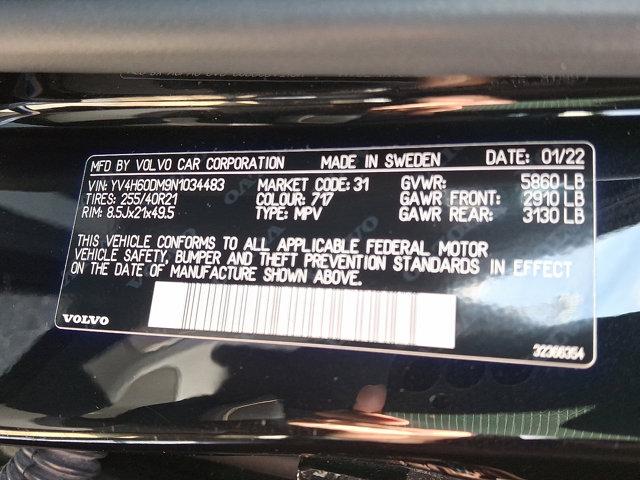 MFD BY VOLVO CAR CORPORATION MADE IN SWEDEN DATE: 01/22
VIN: YV4H60DM9N1034483 MARKET CODE: 31 GVWR: 5860 LB
TIRES: 255/40R21 COLOUR: 717 GAWR FRONT: 2910 LB
RIM: 8.5Jx21x49.5 TYPE: MPV GAWR REAR: 3130 LB
THIS VEHICLE CONFORMS TO ALL APPLICABLE FEDERAL MOTOR
VEHICLE SAFETY, BUMPER AND THEFT PREVENTION STANDARDS IN EFFECT
ON THE DATE OF MANUFACTURE SHOWN ABOVE.
VOLVO
32366354